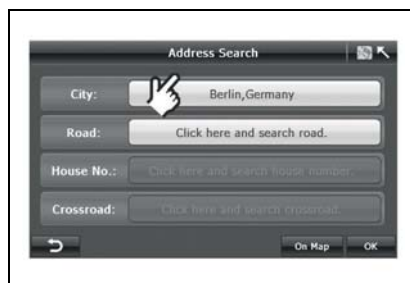 Address Search
City: Berlin,Germany
Road: Click here and search road.
House No.: Click here and search house number.
Crossroad: Click here and search crossroad.
On Map OK